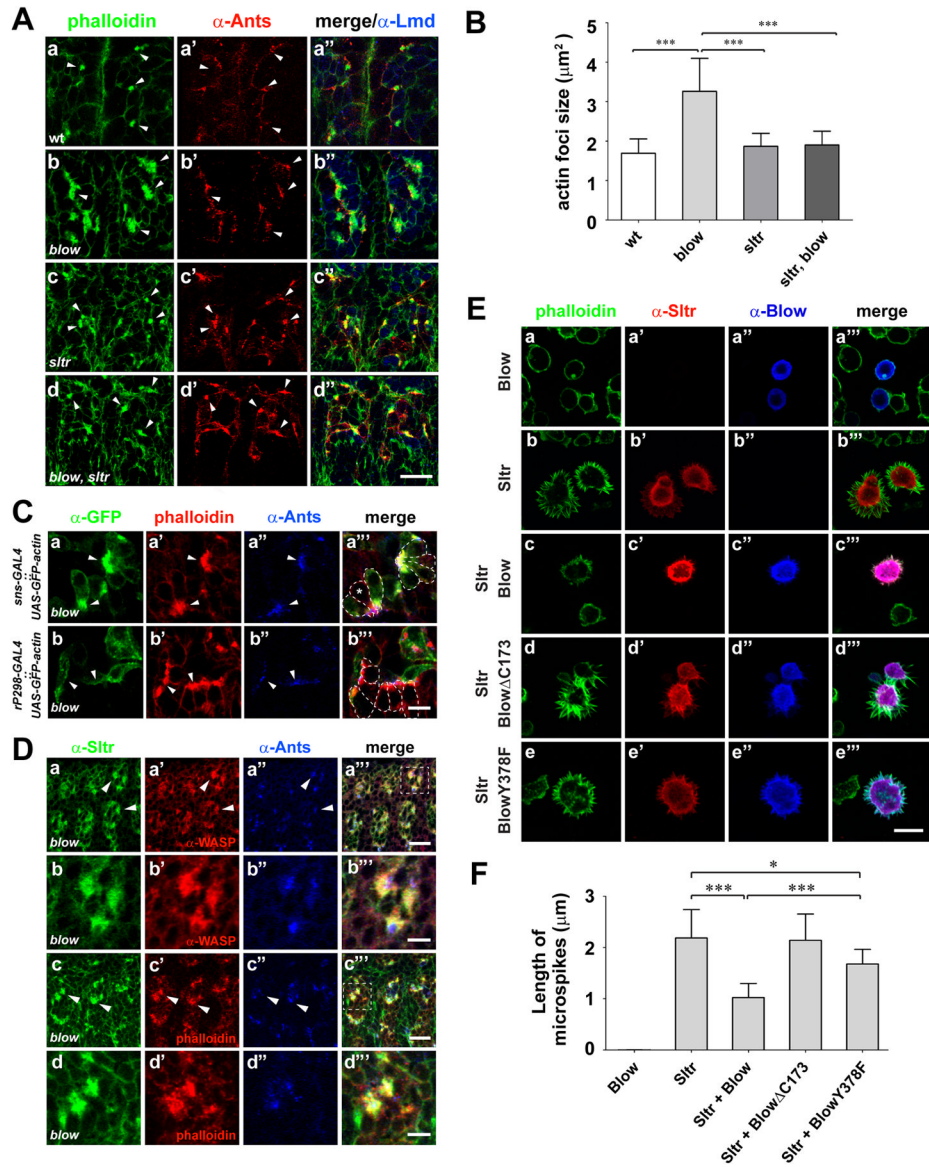 A
phalloidin α-Ants merge/α-Lmd
a a' a''
wt
b b' b''
blow
c c' c''
sltr
d d' d''
blow, sltr
B
*** *** ***
actin foci size (μm²)
5
4
3
2
1
0
wt blow sltr sltr, blow
C
α-GFP phalloidin α-Ants merge
sns-GAL4
UAS-GFP-actin
a a' a'' a'''
*
blow
rP298-GAL4
UAS-GFP-actin
b b' b'' b'''
blow
D
α-Sltr α-Ants merge
a a' a'' a'''
blow α-WASP
b b' b'' b'''
blow α-WASP
c c' c'' c'''
blow phalloidin
d d' d'' d'''
blow phalloidin
E
phalloidin α-Sltr α-Blow merge
Blow
a a' a'' a'''
Sltr
b b' b'' b'''
Sltr
Blow
c c' c'' c'''
Sltr
BlowΔC173
d d' d'' d'''
Sltr
BlowY378F
e e' e'' e'''
F
*
*** ***
Length of
microspikes (μm)
3
2
1
0
Blow Sltr Sltr + Blow Sltr + BlowΔC173 Sltr + BlowY378F